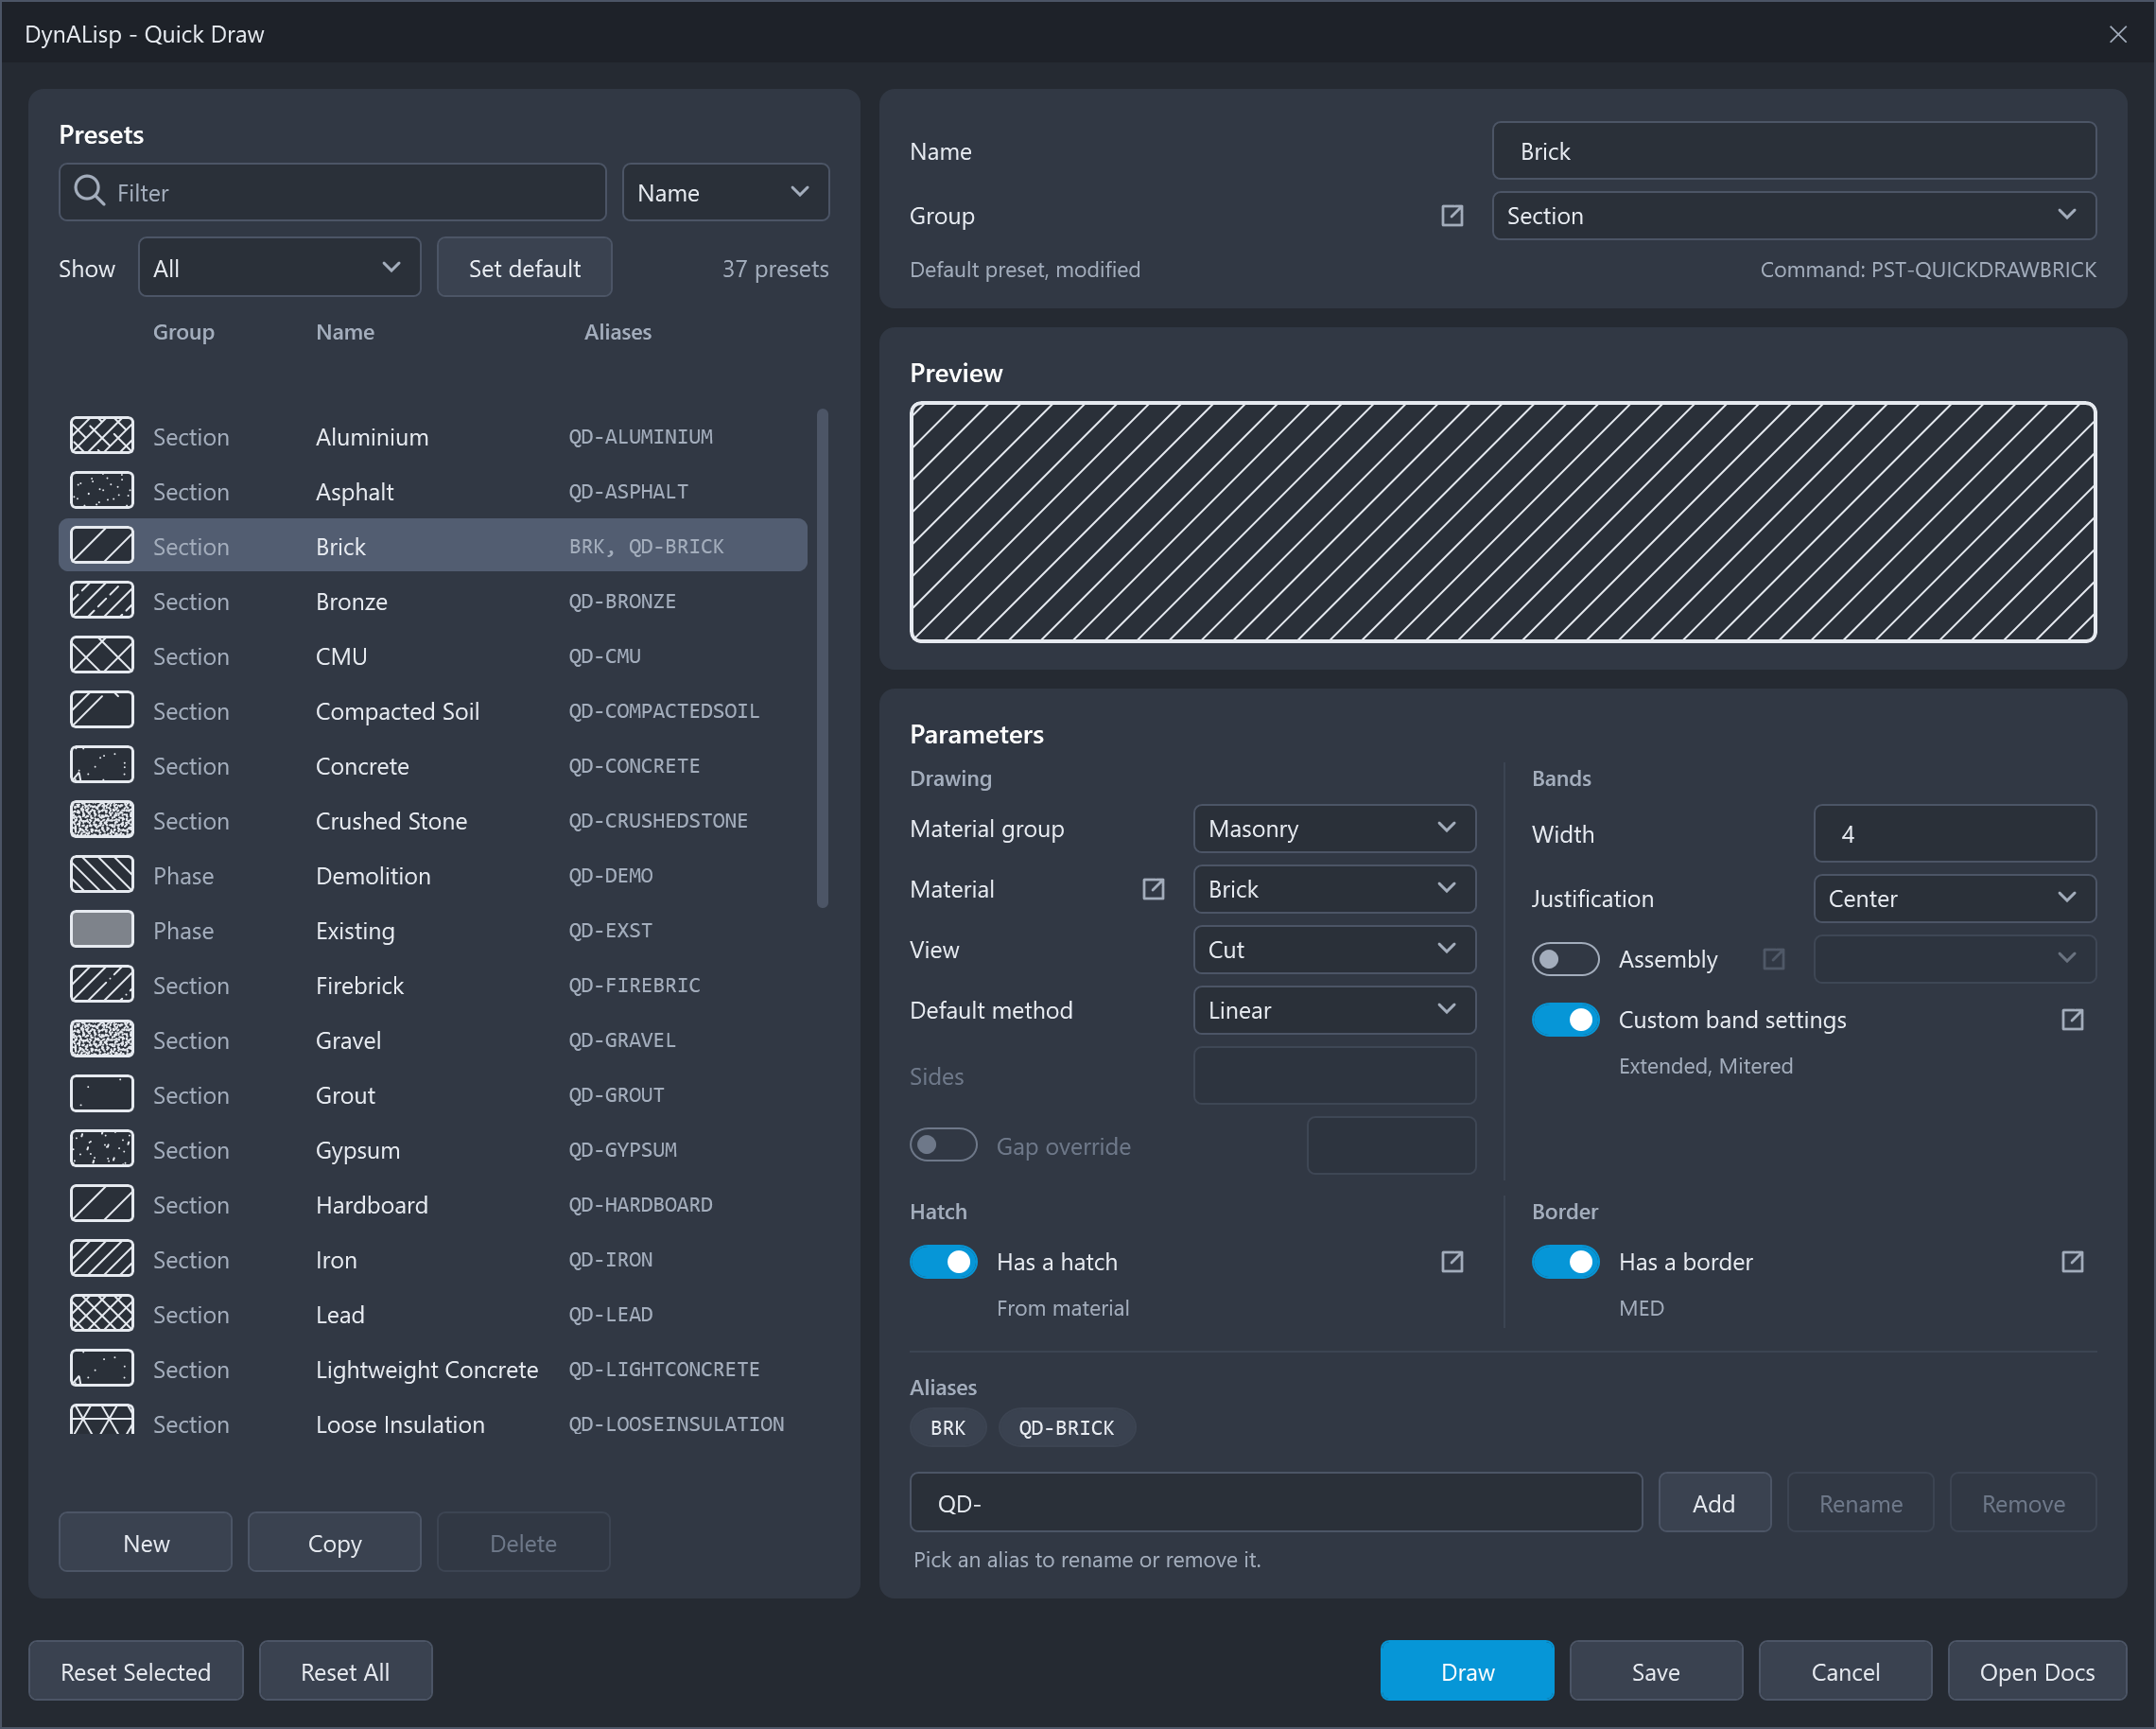 DynALisp - Quick Draw
Presets
Filter
Name
Show
All
Set default
37 presets
Group Name Aliases
Section Aluminium QD-ALUMINIUM
Section Asphalt QD-ASPHALT
Section Brick BRK, QD-BRICK
Section Bronze QD-BRONZE
Section CMU QD-CMU
Section Compacted Soil QD-COMPACTEDSOIL
Section Concrete QD-CONCRETE
Section Crushed Stone QD-CRUSHEDSTONE
Phase Demolition QD-DEMO
Phase Existing QD-EXST
Section Firebrick QD-FIREBRIC
Section Gravel QD-GRAVEL
Section Grout QD-GROUT
Section Gypsum QD-GYPSUM
Section Hardboard QD-HARDBOARD
Section Iron QD-IRON
Section Lead QD-LEAD
Section Lightweight Concrete QD-LIGHTCONCRETE
Section Loose Insulation QD-LOOSEINSULATION
New
Copy
Delete
Name
Brick
Group
Section
Default preset, modified
Command: PST-QUICKDRAWBRICK
Preview
Parameters
Drawing
Material group
Masonry
Material
Brick
View
Cut
Default method
Linear
Sides
Gap override
Bands
Width
4
Justification
Center
Assembly
Custom band settings
Extended, Mitered
Hatch
Has a hatch
From material
Border
Has a border
MED
Aliases
BRK
QD-BRICK
QD-
Add
Rename
Remove
Pick an alias to rename or remove it.
Reset Selected
Reset All
Draw
Save
Cancel
Open Docs